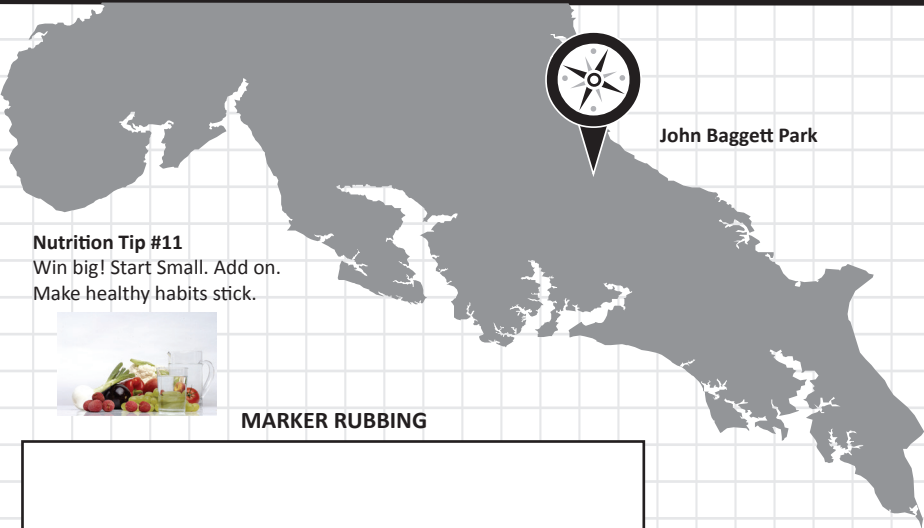 John Baggett Park
Nutrition Tip #11
Win big! Start Small. Add on.
Make healthy habits stick.
MARKER RUBBING